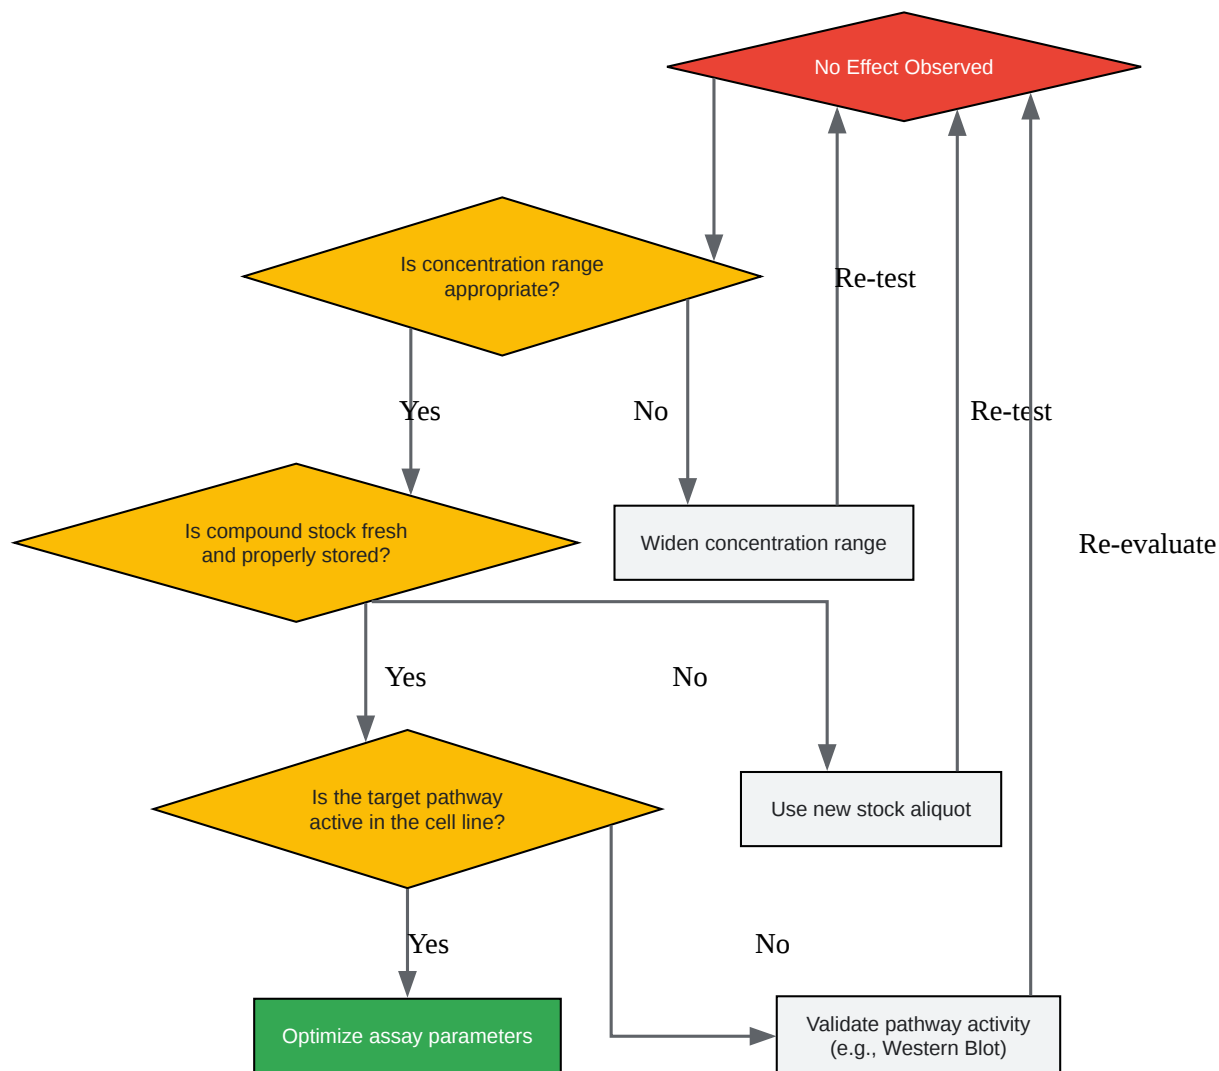 No Effect Observed
Is concentration range
appropriate?
Re-test
Yes
No
Re-test
Is compound stock fresh
and properly stored?
Widen concentration range
Re-evaluate
Yes
No
Is the target pathway
active in the cell line?
Use new stock aliquot
Yes
No
Optimize assay parameters
Validate pathway activity
(e.g., Western Blot)